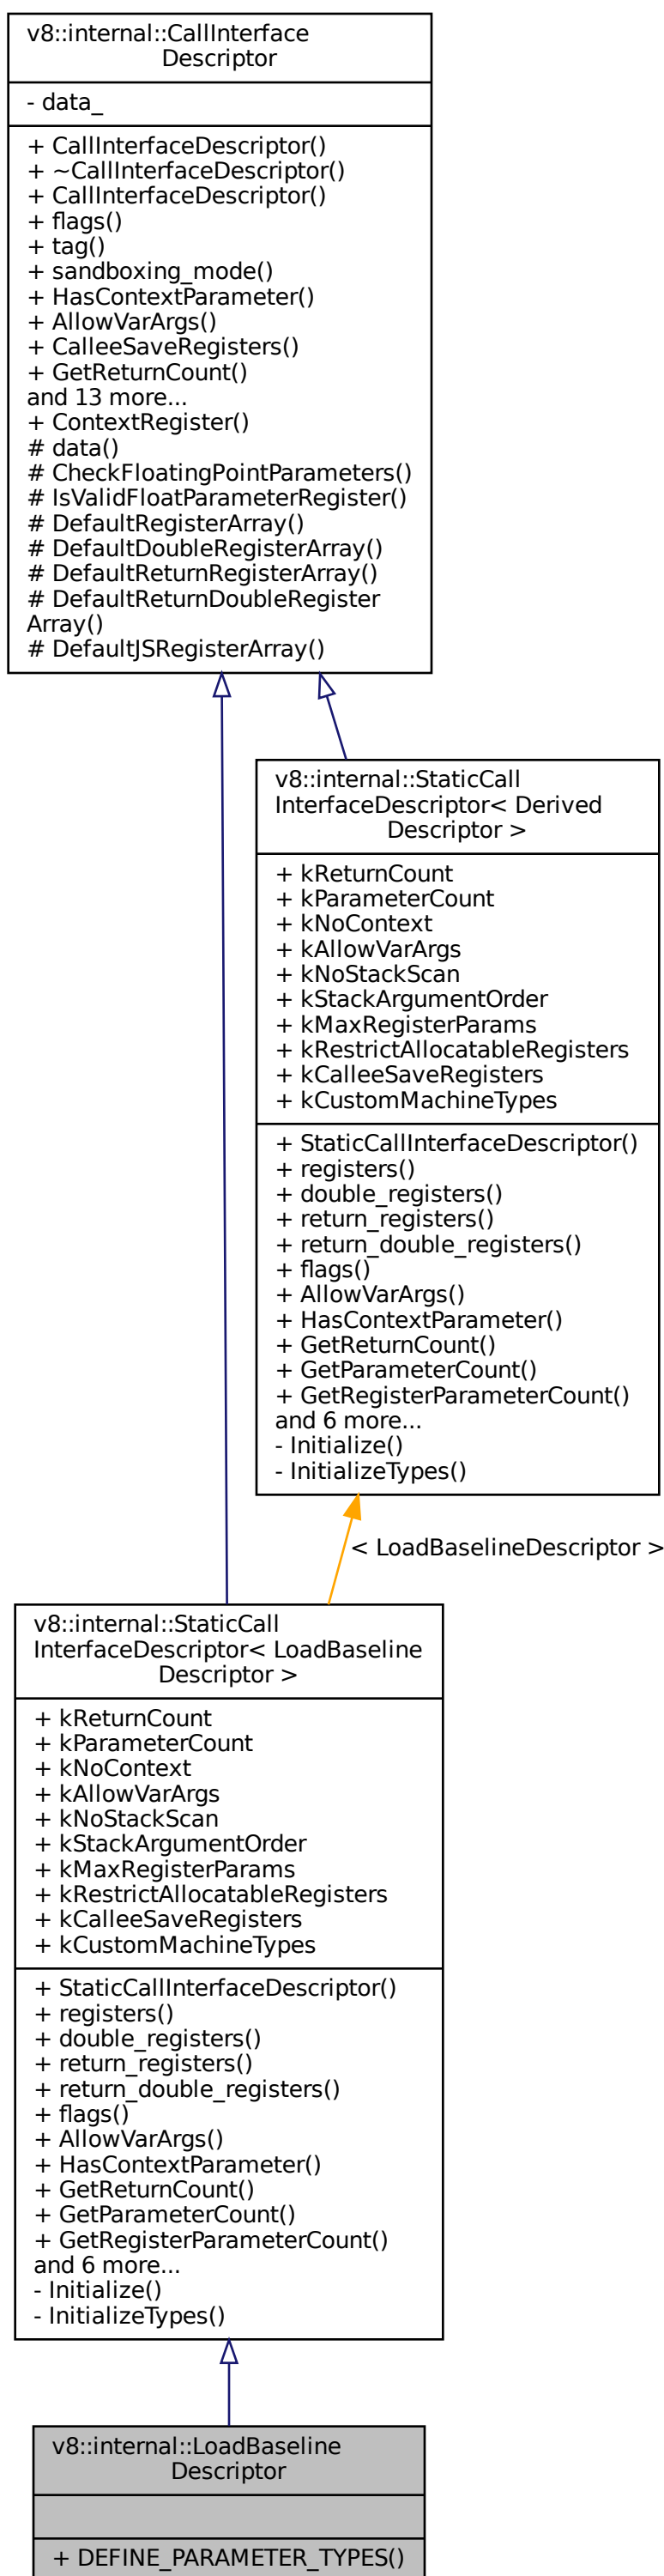 v8::internal::CallInterface
Descriptor
- data_
+ CallInterfaceDescriptor()
+ ~CallInterfaceDescriptor()
+ CallInterfaceDescriptor()
+ flags()
+ tag()
+ sandboxing_mode()
+ HasContextParameter()
+ AllowVarArgs()
+ CalleeSaveRegisters()
+ GetReturnCount()
and 13 more...
+ ContextRegister()
# data()
# CheckFloatingPointParameters()
# IsValidFloatParameterRegister()
# DefaultRegisterArray()
# DefaultDoubleRegisterArray()
# DefaultReturnRegisterArray()
# DefaultReturnDoubleRegister
Array()
# DefaultJSRegisterArray()
v8::internal::StaticCall
InterfaceDescriptor< Derived
Descriptor >
+ kReturnCount
+ kParameterCount
+ kNoContext
+ kAllowVarArgs
+ kNoStackScan
+ kStackArgumentOrder
+ kMaxRegisterParams
+ kRestrictAllocatableRegisters
+ kCalleeSaveRegisters
+ kCustomMachineTypes
+ StaticCallInterfaceDescriptor()
+ registers()
+ double_registers()
+ return_registers()
+ return_double_registers()
+ flags()
+ AllowVarArgs()
+ HasContextParameter()
+ GetReturnCount()
+ GetParameterCount()
+ GetRegisterParameterCount()
and 6 more...
- Initialize()
- InitializeTypes()
< LoadBaselineDescriptor >
v8::internal::StaticCall
InterfaceDescriptor< LoadBaseline
Descriptor >
+ kReturnCount
+ kParameterCount
+ kNoContext
+ kAllowVarArgs
+ kNoStackScan
+ kStackArgumentOrder
+ kMaxRegisterParams
+ kRestrictAllocatableRegisters
+ kCalleeSaveRegisters
+ kCustomMachineTypes
+ StaticCallInterfaceDescriptor()
+ registers()
+ double_registers()
+ return_registers()
+ return_double_registers()
+ flags()
+ AllowVarArgs()
+ HasContextParameter()
+ GetReturnCount()
+ GetParameterCount()
+ GetRegisterParameterCount()
and 6 more...
- Initialize()
- InitializeTypes()
v8::internal::LoadBaseline
Descriptor
+ DEFINE_PARAMETER_TYPES()